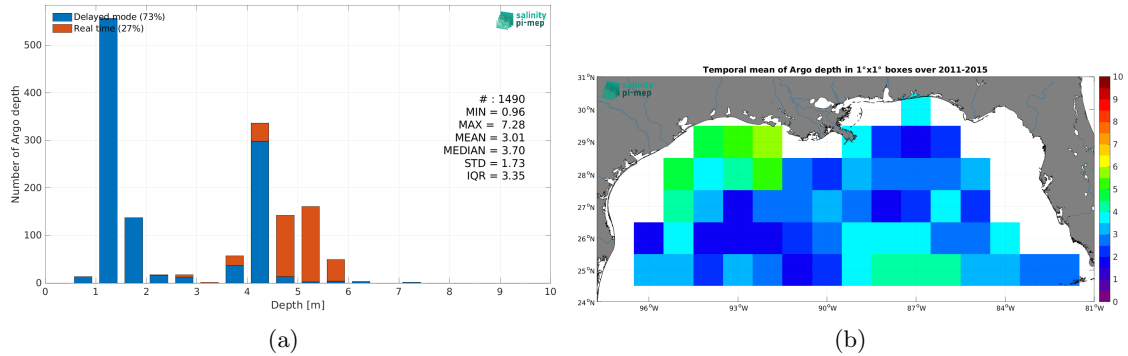 Delayed mode (73%)
Real time (27%)
salinity
pi-mep
500
400
300
200
100
0
Number of Argo depth
# : 1490
MIN = 0.96
MAX = 7.28
MEAN = 3.01
MEDIAN = 3.70
STD = 1.73
IQR = 3.35
0 1 2 3 4 5 6 7 8 9 10
Depth [m]
(a)
Temporal mean of Argo depth in 1°x1° boxes over 2011-2015
salinity
pi-mep
31°N
30°N
29°N
28°N
27°N
26°N
25°N
24°N
96°W 93°W 90°W 87°W 84°W 81°W
10
9
8
7
6
5
4
3
2
1
0
(b)